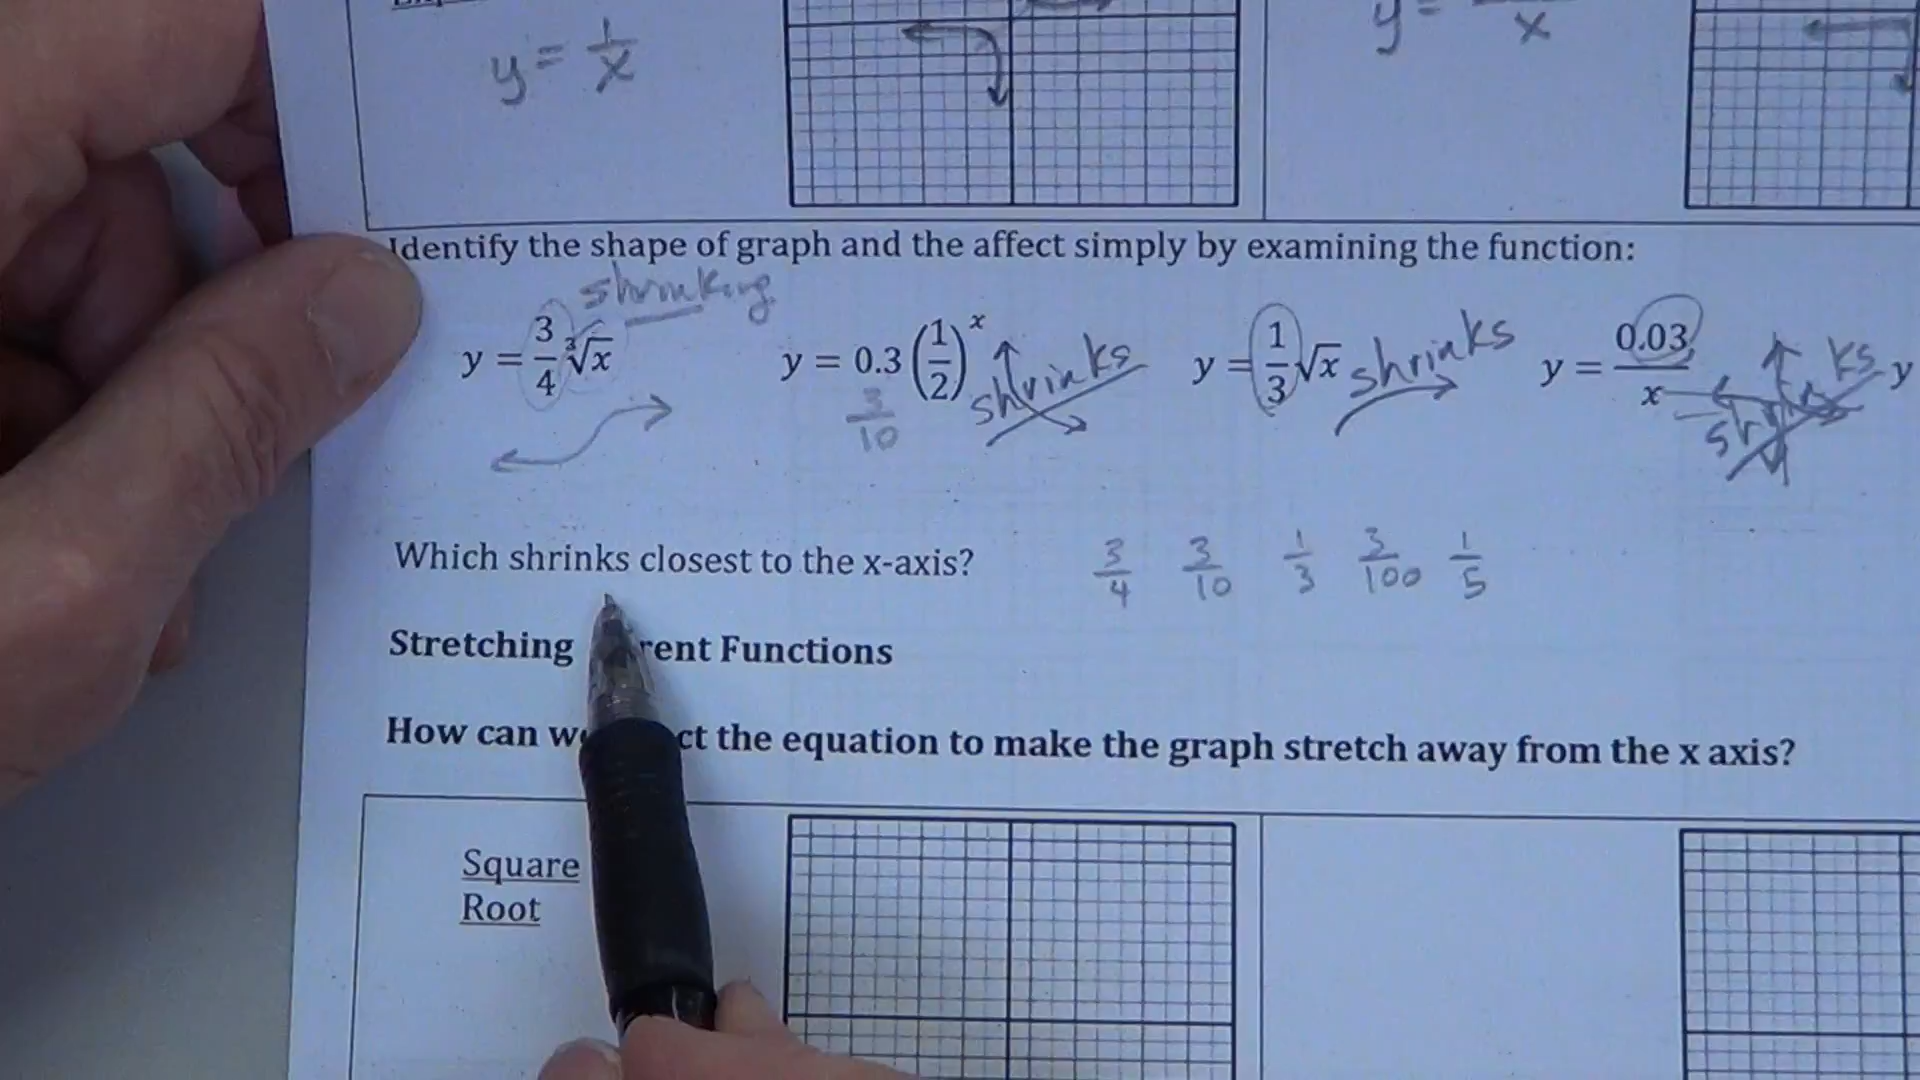 y = 1/x
y = x
Identify the shape of graph and the affect simply by examining the function:
shrinking
y = 3/4 ∛x
y = 0.3 (1/2)^x shrinks
3/10
y = 1/3 √x shrinks
y = 0.03/x shrinks
y
Which shrinks closest to the x-axis? 3/4 3/10 1/3 3/100 1/5
Stretching rent Functions
How can we ct the equation to make the graph stretch away from the x axis?
Square
Root